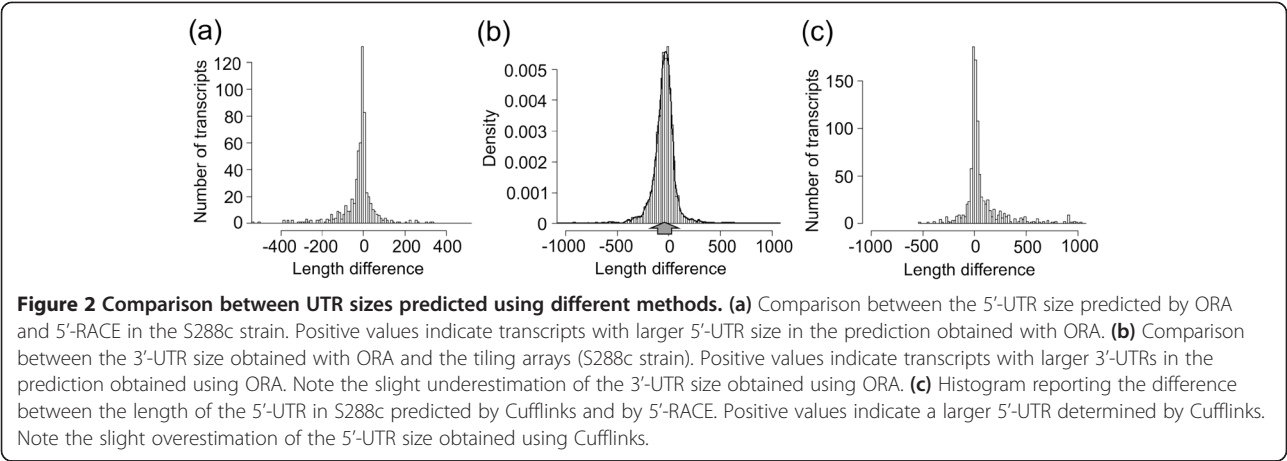 (a)
Number of transcripts
120
100
80
60
40
20
0
-400 -200 0 200 400
Length difference
(b)
Density
0.005
0.004
0.003
0.002
0.001
0
-1000 -500 0 500 1000
Length difference
(c)
Number of transcripts
150
100
50
0
-1000 -500 0 500 1000
Length difference
Figure 2 Comparison between UTR sizes predicted using different methods. (a) Comparison between the 5′-UTR size predicted by ORA
and 5′-RACE in the S288c strain. Positive values indicate transcripts with larger 5′-UTR size in the prediction obtained with ORA. (b) Comparison
between the 3′-UTR size obtained with ORA and the tiling arrays (S288c strain). Positive values indicate transcripts with larger 3′-UTRs in the
prediction obtained using ORA. Note the slight underestimation of the 3′-UTR size obtained using ORA. (c) Histogram reporting the difference
between the length of the 5′-UTR in S288c predicted by Cufflinks and by 5′-RACE. Positive values indicate a larger 5′-UTR determined by Cufflinks.
Note the slight overestimation of the 5′-UTR size obtained using Cufflinks.